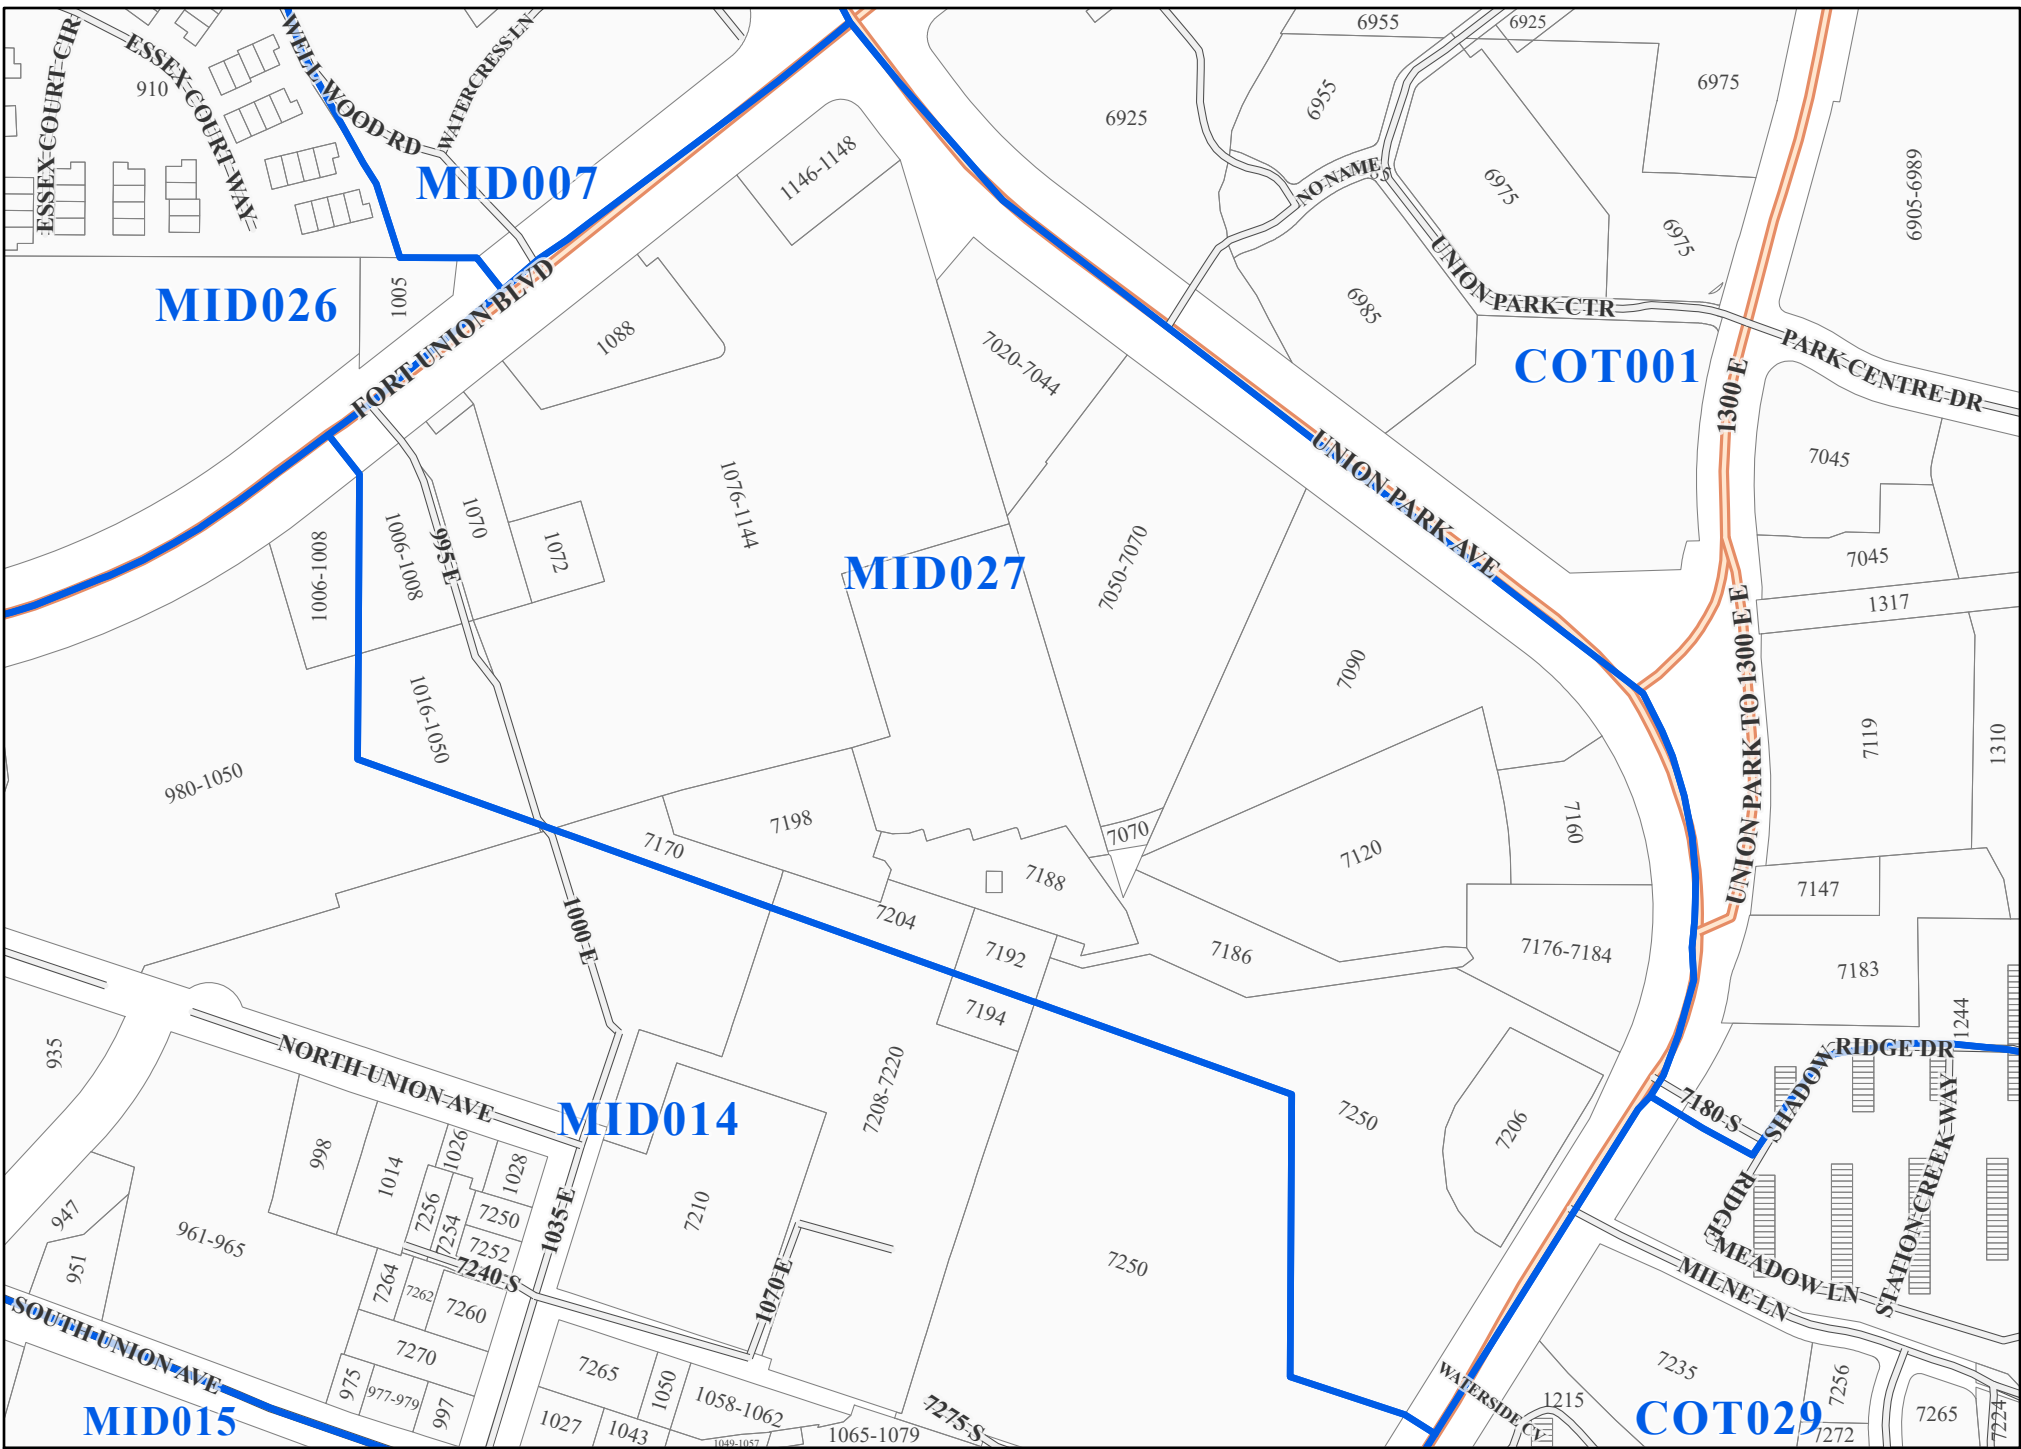 6955
6925
ESSEX COURT CIR
ESSEX COURT WAY
WELL WOOD RD
WATERCRESS LN
910
6975
6955
6925
1146-1148
NO NAME
6975
6905-6989
MID007
6975
UNION PARK CTR
MID026
1005
FORT UNION BLVD
1088
6985
7020-7044
COT001
1300 E
PARK CENTRE DR
7045
UNION PARK AVE
1076-1144
1070
1006-1008
1006-1008
995 E
1072
7050-7070
MID027
7045
1317
UNION PARK TO 1300 E E
7090
1016-1050
980-1050
7119
1310
7198
7170
7070
7160
7120
7188
7147
7204
1000 E
7192
7186
7176-7184
7183
7194
1244
935
NORTH UNION AVE
RIDGE DR
SHADOW
RIDGE
7180 S
STATION CREEK WAY
MID014
7208-7220
7250
7206
998
1014
1026
1028
7256
7254
7250
7252
7210
1035 E
947
961-965
951
7240 S
7264
7262
7260
1070 E
7250
MEADOW LN
MILNE LN
SOUTH UNION AVE
7270
975
977-979
997
7265
1050
1058-1062
7275 S
7235
7256
WATERSIDE CV
1215
COT029
7265
7224
MID015
1027
1043
1049-1057
1065-1079
7272